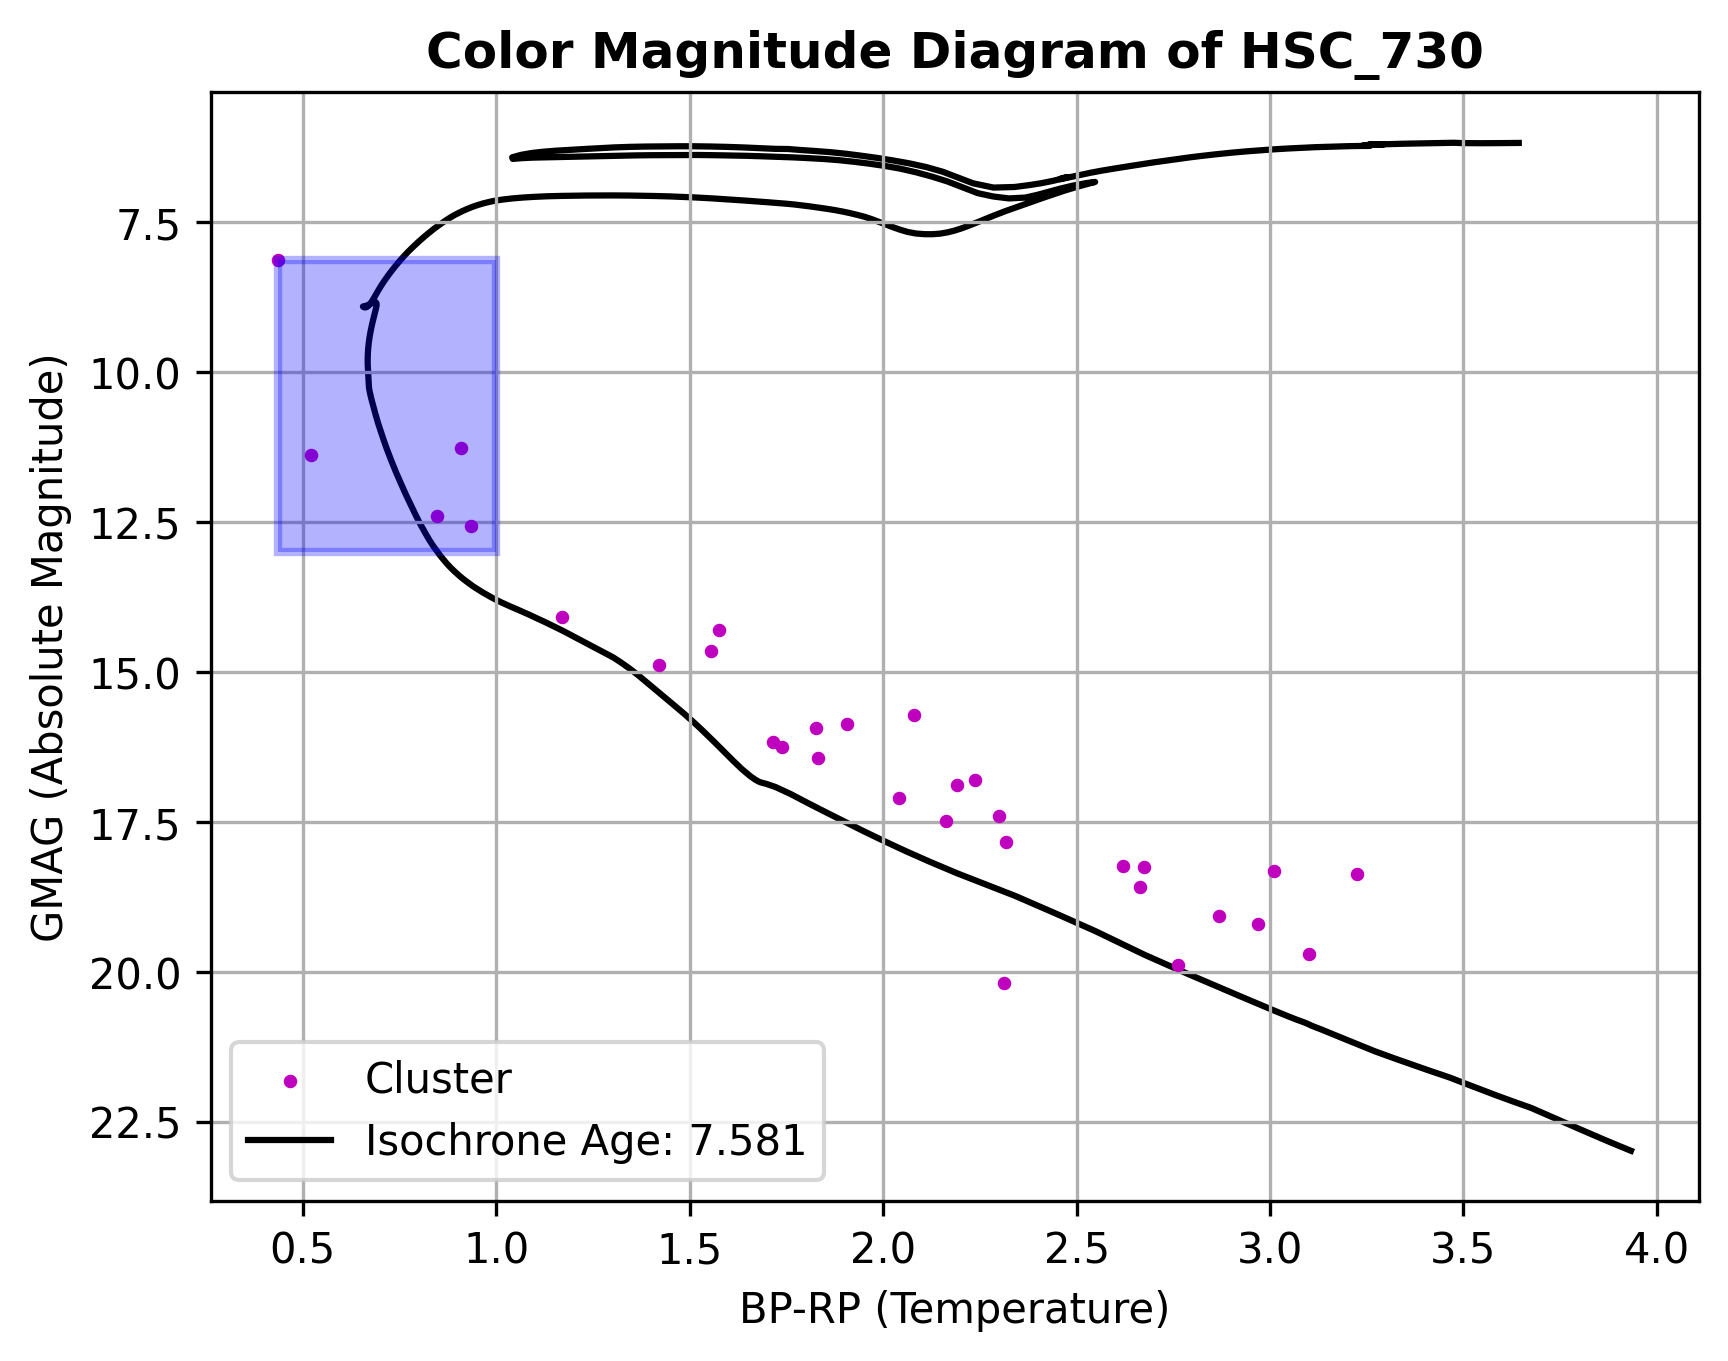 Color Magnitude Diagram of HSC_730
GMAG (Absolute Magnitude)
7.5
10.0
12.5
15.0
17.5
20.0
22.5
Cluster
Isochrone Age: 7.581
0.5 1.0 1.5 2.0 2.5 3.0 3.5 4.0
BP-RP (Temperature)